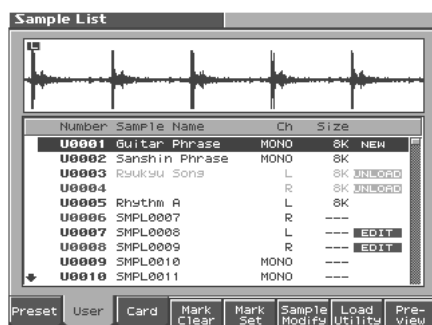 Sample List
L
Number Sample Name Ch Size
U0001 Guitar Phrase MONO 8K NEW
U0002 Sanshin Phrase MONO 8K
U0003 Ryukyu Song L 8K UNLOAD
U0004 R 8K UNLOAD
U0005 Rhythm A L 8K
U0006 SMPL0007 R ---
U0007 SMPL0008 L --- EDIT
U0008 SMPL0009 R --- EDIT
U0009 SMPL0010 MONO ---
U0010 SMPL0011 MONO ---
Preset User Card Mark Clear Mark Set Sample Modify Load Utility Pre-view